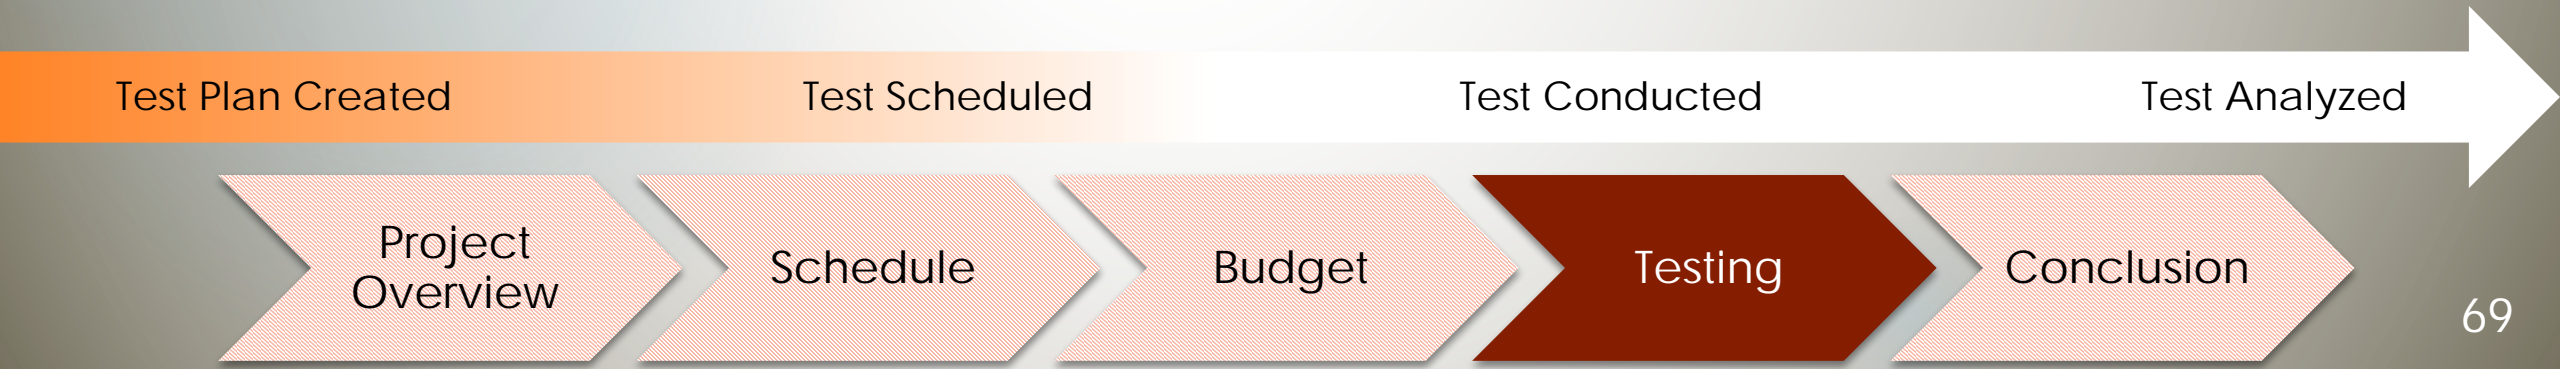 Test Plan Created
Test Scheduled
Test Conducted
Test Analyzed
Project
Overview
Schedule
Budget
Testing
Conclusion
69